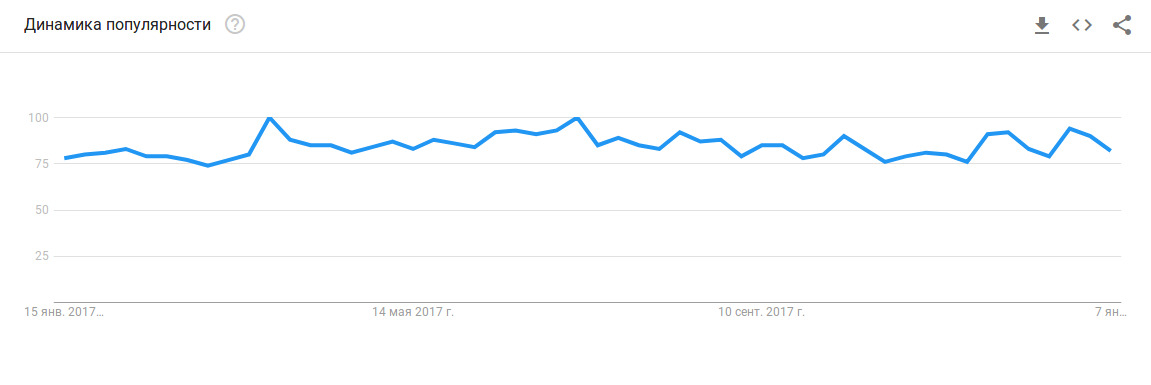 Динамика популярности ?
100
75
50
25
15 янв. 2017…
14 мая 2017 г.
10 сент. 2017 г.
7 ян…